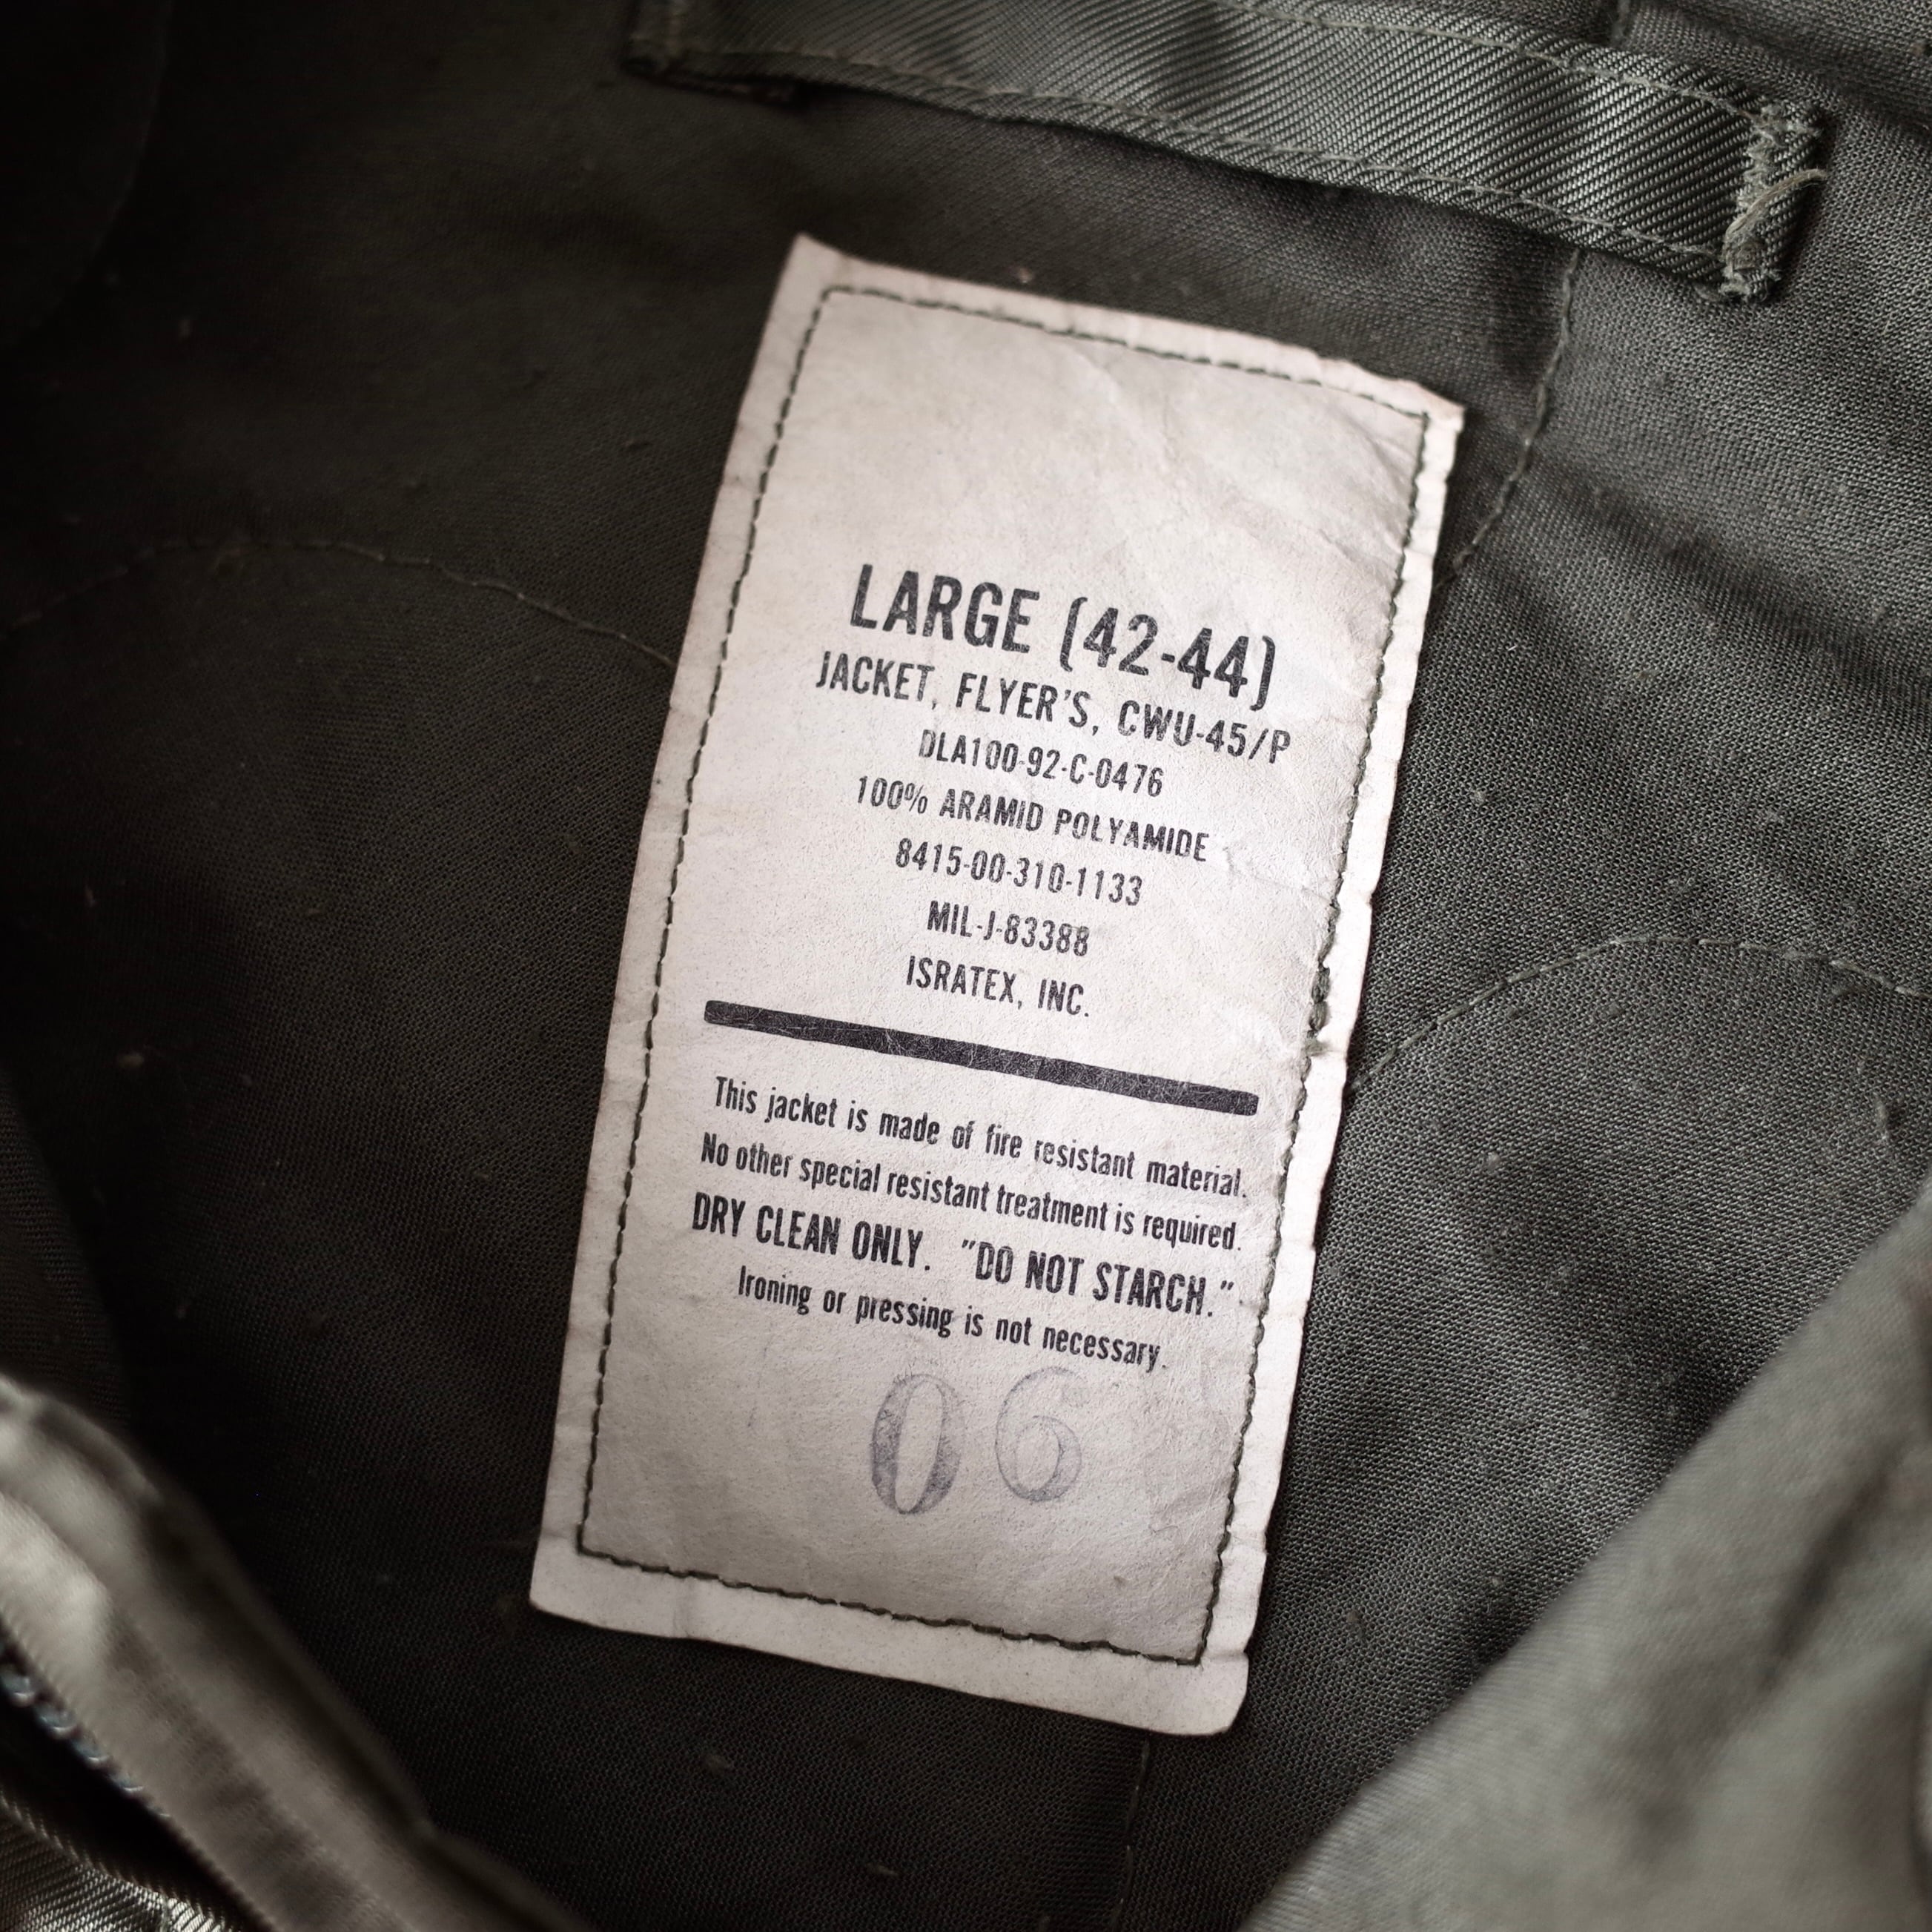 LARGE (42-44)
JACKET, FLYER'S, CWU-45/P
DLA100-92-C-0476
100% ARAMID POLYAMIDE
8415-00-310-1133
MIL-J-83388
ISRATEX, INC.
This jacket is made of fire resistant material.
No other special resistant treatment is required.
DRY CLEAN ONLY. "DO NOT STARCH."
Ironing or pressing is not necessary.
06